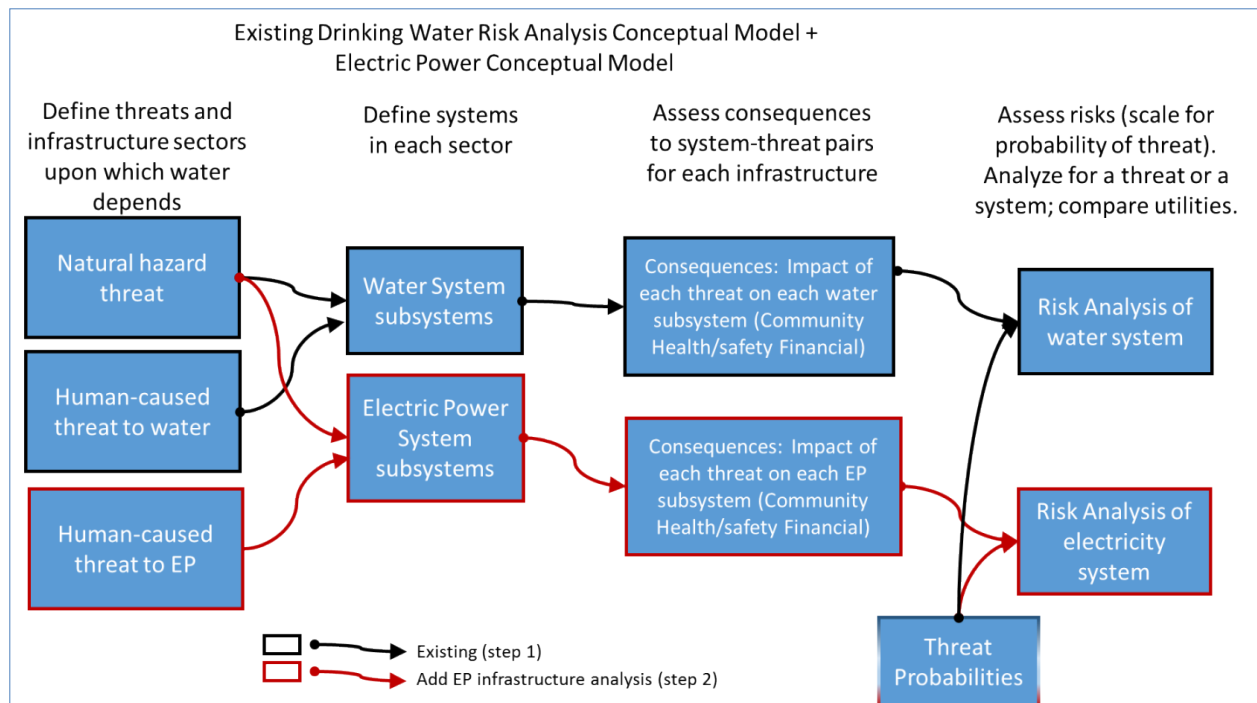 Existing Drinking Water Risk Analysis Conceptual Model +
Electric Power Conceptual Model
Define threats and
infrastructure sectors
upon which water
depends
Define systems
in each sector
Assess consequences
to system-threat pairs
for each infrastructure
Assess risks (scale for
probability of threat).
Analyze for a threat or a
system; compare utilities.
Natural hazard
threat
Water System
subsystems
Consequences: Impact of
each threat on each water
subsystem (Community
Health/safety Financial)
Risk Analysis of
water system
Human-caused
threat to water
Electric Power
System
subsystems
Consequences: Impact of
each threat on each EP
subsystem (Community
Health/safety Financial)
Human-caused
threat to EP
Risk Analysis of
electricity
system
Threat
Probabilities
Existing (step 1)
Add EP infrastructure analysis (step 2)